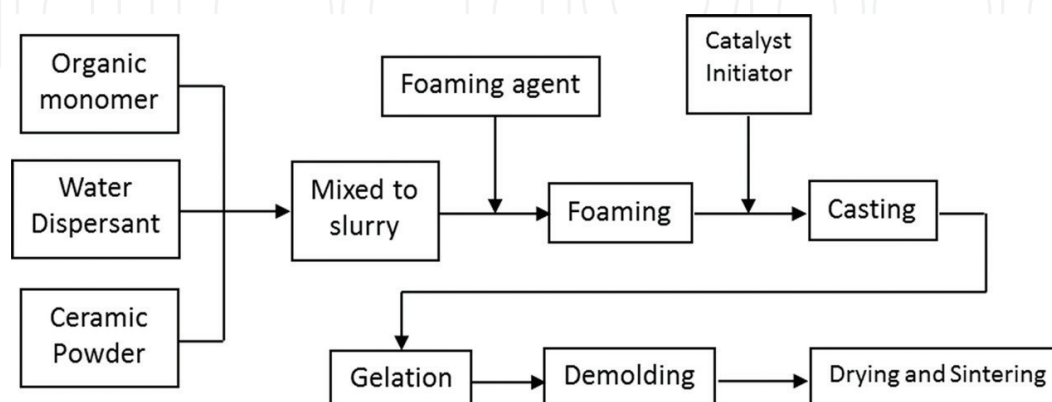 Organic
monomer
Water
Dispersant
Ceramic
Powder
Mixed to
slurry
Foaming agent
Foaming
Catalyst
Initiator
Casting
Gelation
Demolding
Drying and Sintering